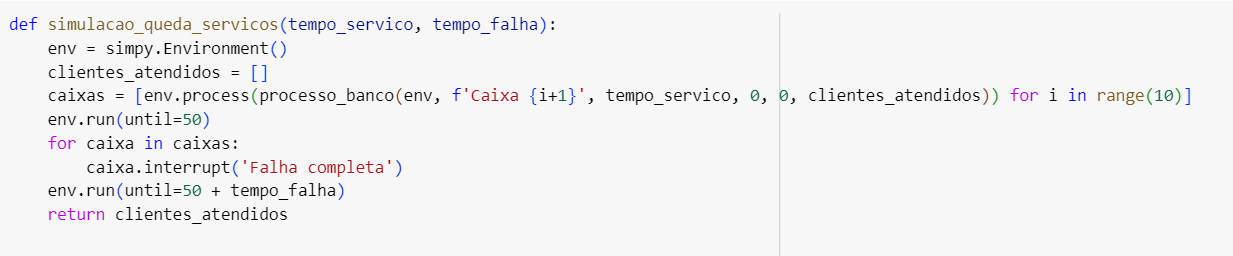 def simulacao_queda_servicos(tempo_servico, tempo_falha):
    env = simpy.Environment()
    clientes_atendidos = []
    caixas = [env.process(processo_banco(env, f'Caixa {i+1}', tempo_servico, 0, 0, clientes_atendidos)) for i in range(10)]
    env.run(until=50)
    for caixa in caixas:
        caixa.interrupt('Falha completa')
    env.run(until=50 + tempo_falha)
    return clientes_atendidos